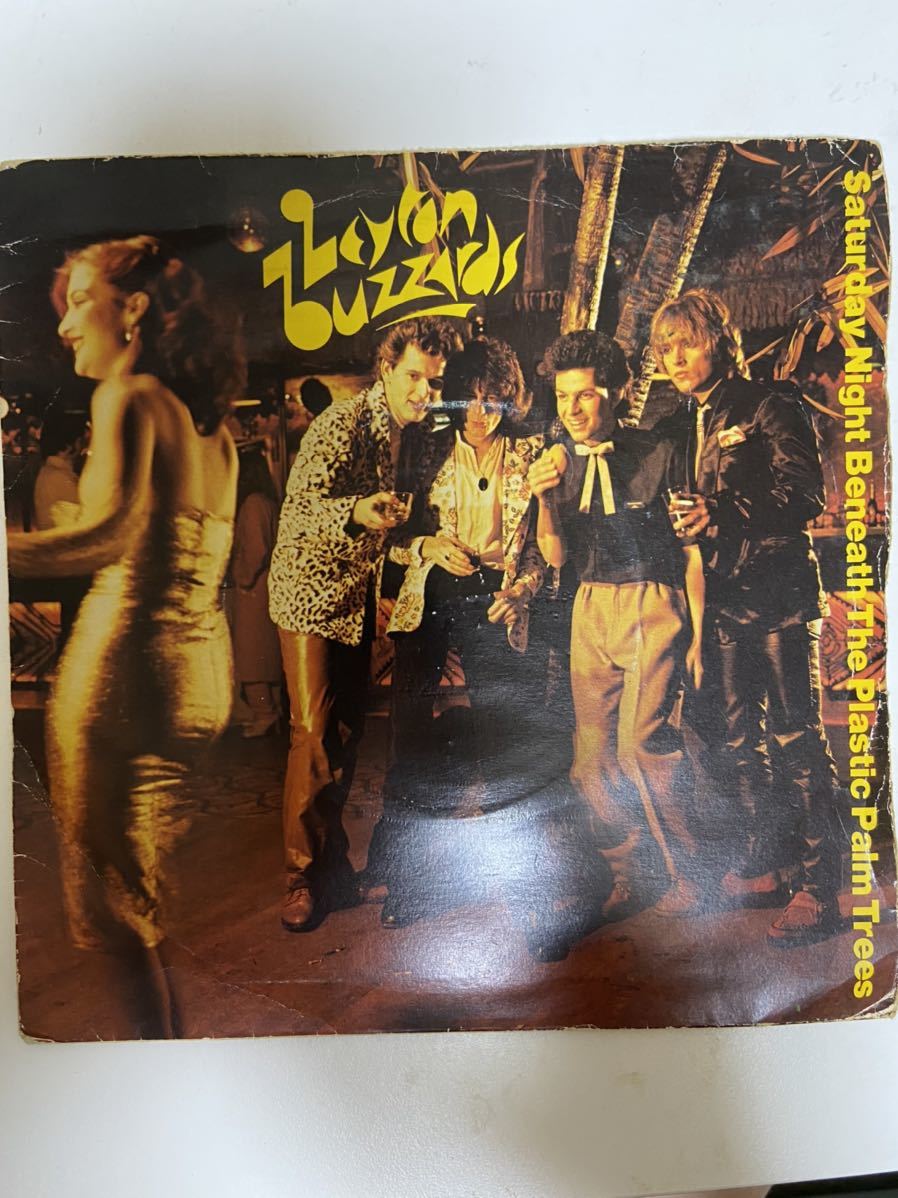 Leyton
buzzards
Saturday Night Beneath The Plastic Palm Trees